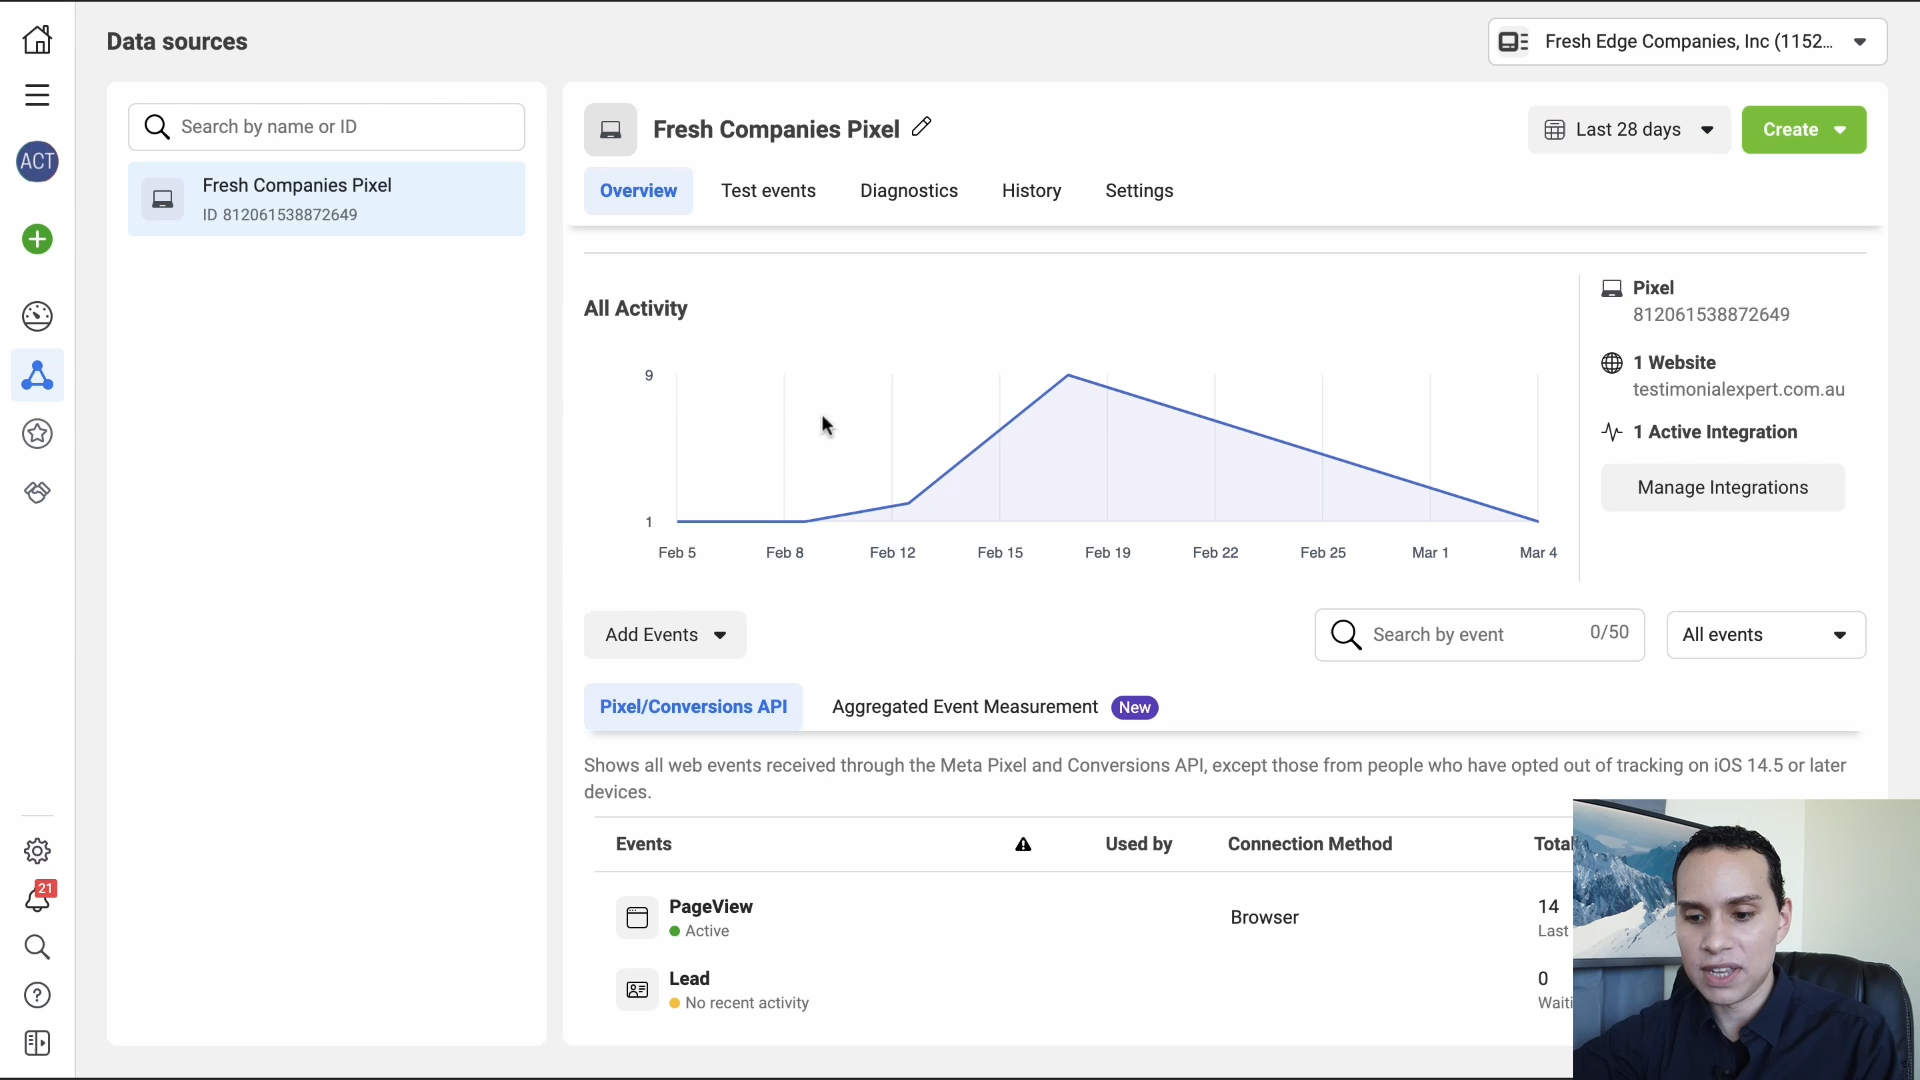 Data sources
Fresh Edge Companies, Inc (1152...
ACT
Search by name or ID
Fresh Companies Pixel
ID 812061538872649
Fresh Companies Pixel
Last 28 days
Create
Overview
Test events
Diagnostics
History
Settings
All Activity
9
1
Feb 5
Feb 8
Feb 12
Feb 15
Feb 19
Feb 22
Feb 25
Mar 1
Mar 4
Pixel
812061538872649
1 Website
testimonialexpert.com.au
1 Active Integration
Manage Integrations
Add Events
Search by event
0/50
All events
Pixel/Conversions API
Aggregated Event Measurement
New
Shows all web events received through the Meta Pixel and Conversions API, except those from people who have opted out of tracking on iOS 14.5 or later
devices.
Events
Used by
Connection Method
Total
PageView
Active
Browser
14
Last
Lead
No recent activity
0
Waiti
21